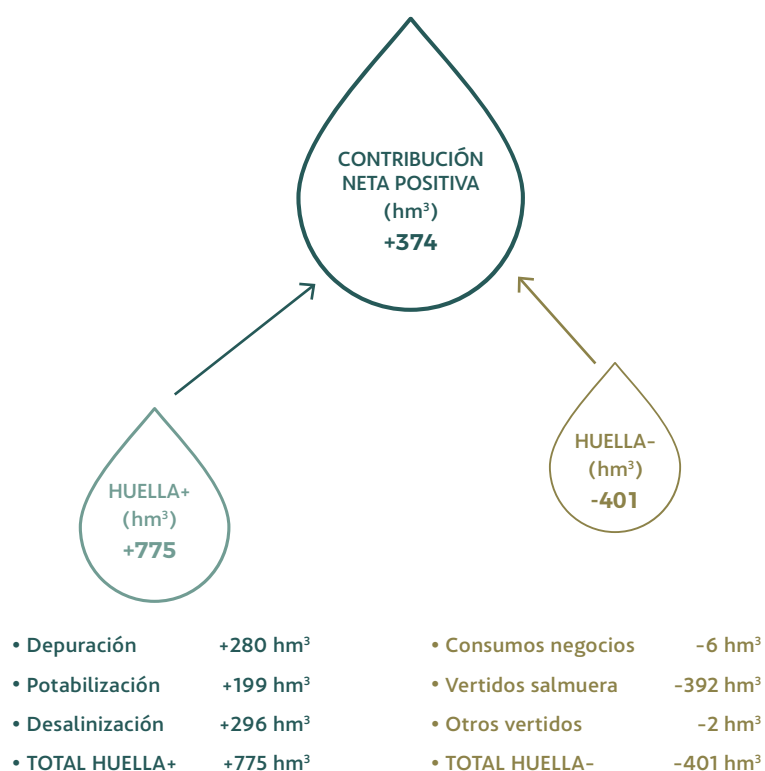 CONTRIBUCIÓN
NETA POSITIVA
(hm³)
+374
HUELLA+
(hm³)
+775
HUELLA-
(hm³)
-401
• Depuración +280 hm³
• Potabilización +199 hm³
• Desalinización +296 hm³
• TOTAL HUELLA+ +775 hm³
• Consumos negocios -6 hm³
• Vertidos salmuera -392 hm³
• Otros vertidos -2 hm³
• TOTAL HUELLA- -401 hm³